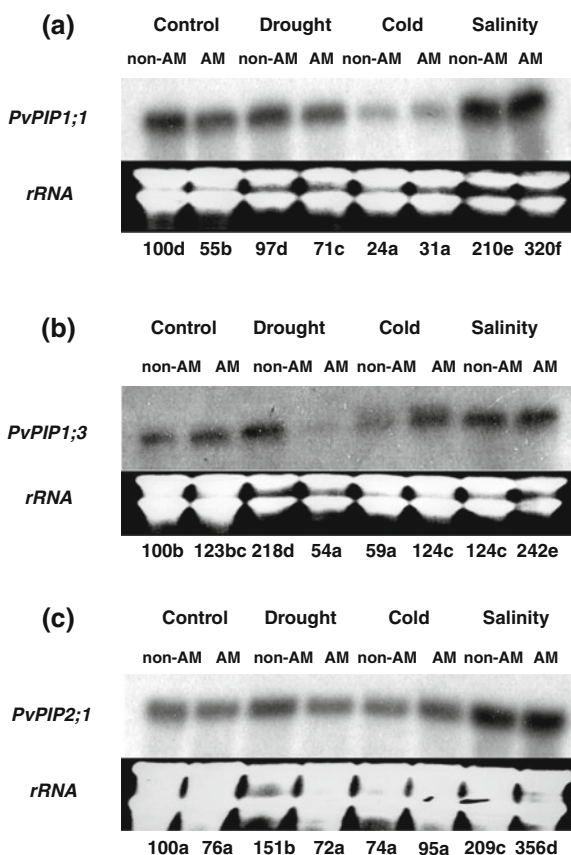 (a)
Control Drought Cold Salinity
non-AM AM non-AM AM non-AM AM non-AM AM
PvPIP1;1
rRNA
100d 55b 97d 71c 24a 31a 210e 320f
(b)
Control Drought Cold Salinity
non-AM AM non-AM AM non-AM AM non-AM AM
PvPIP1;3
rRNA
100b 123bc 218d 54a 59a 124c 124c 242e
(c)
Control Drought Cold Salinity
non-AM AM non-AM AM non-AM AM non-AM AM
PvPIP2;1
rRNA
100a 76a 151b 72a 74a 95a 209c 356d